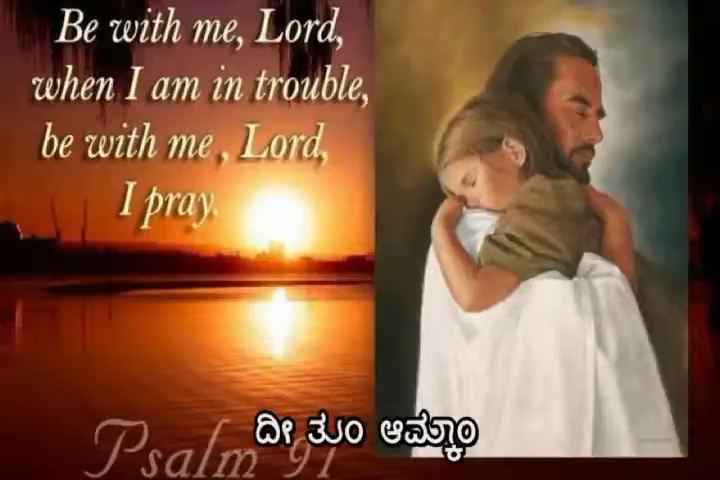 Be with me, Lord,
when I am in trouble,
be with me, Lord,
I pray.
Psalm 91
ದೀ ತುಂ ಆಮ್ಕಾಂ